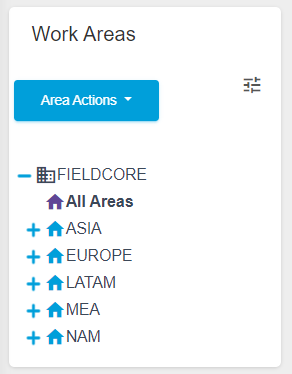 Work Areas
Area Actions
FIELDCORE
All Areas
ASIA
EUROPE
LATAM
MEA
NAM